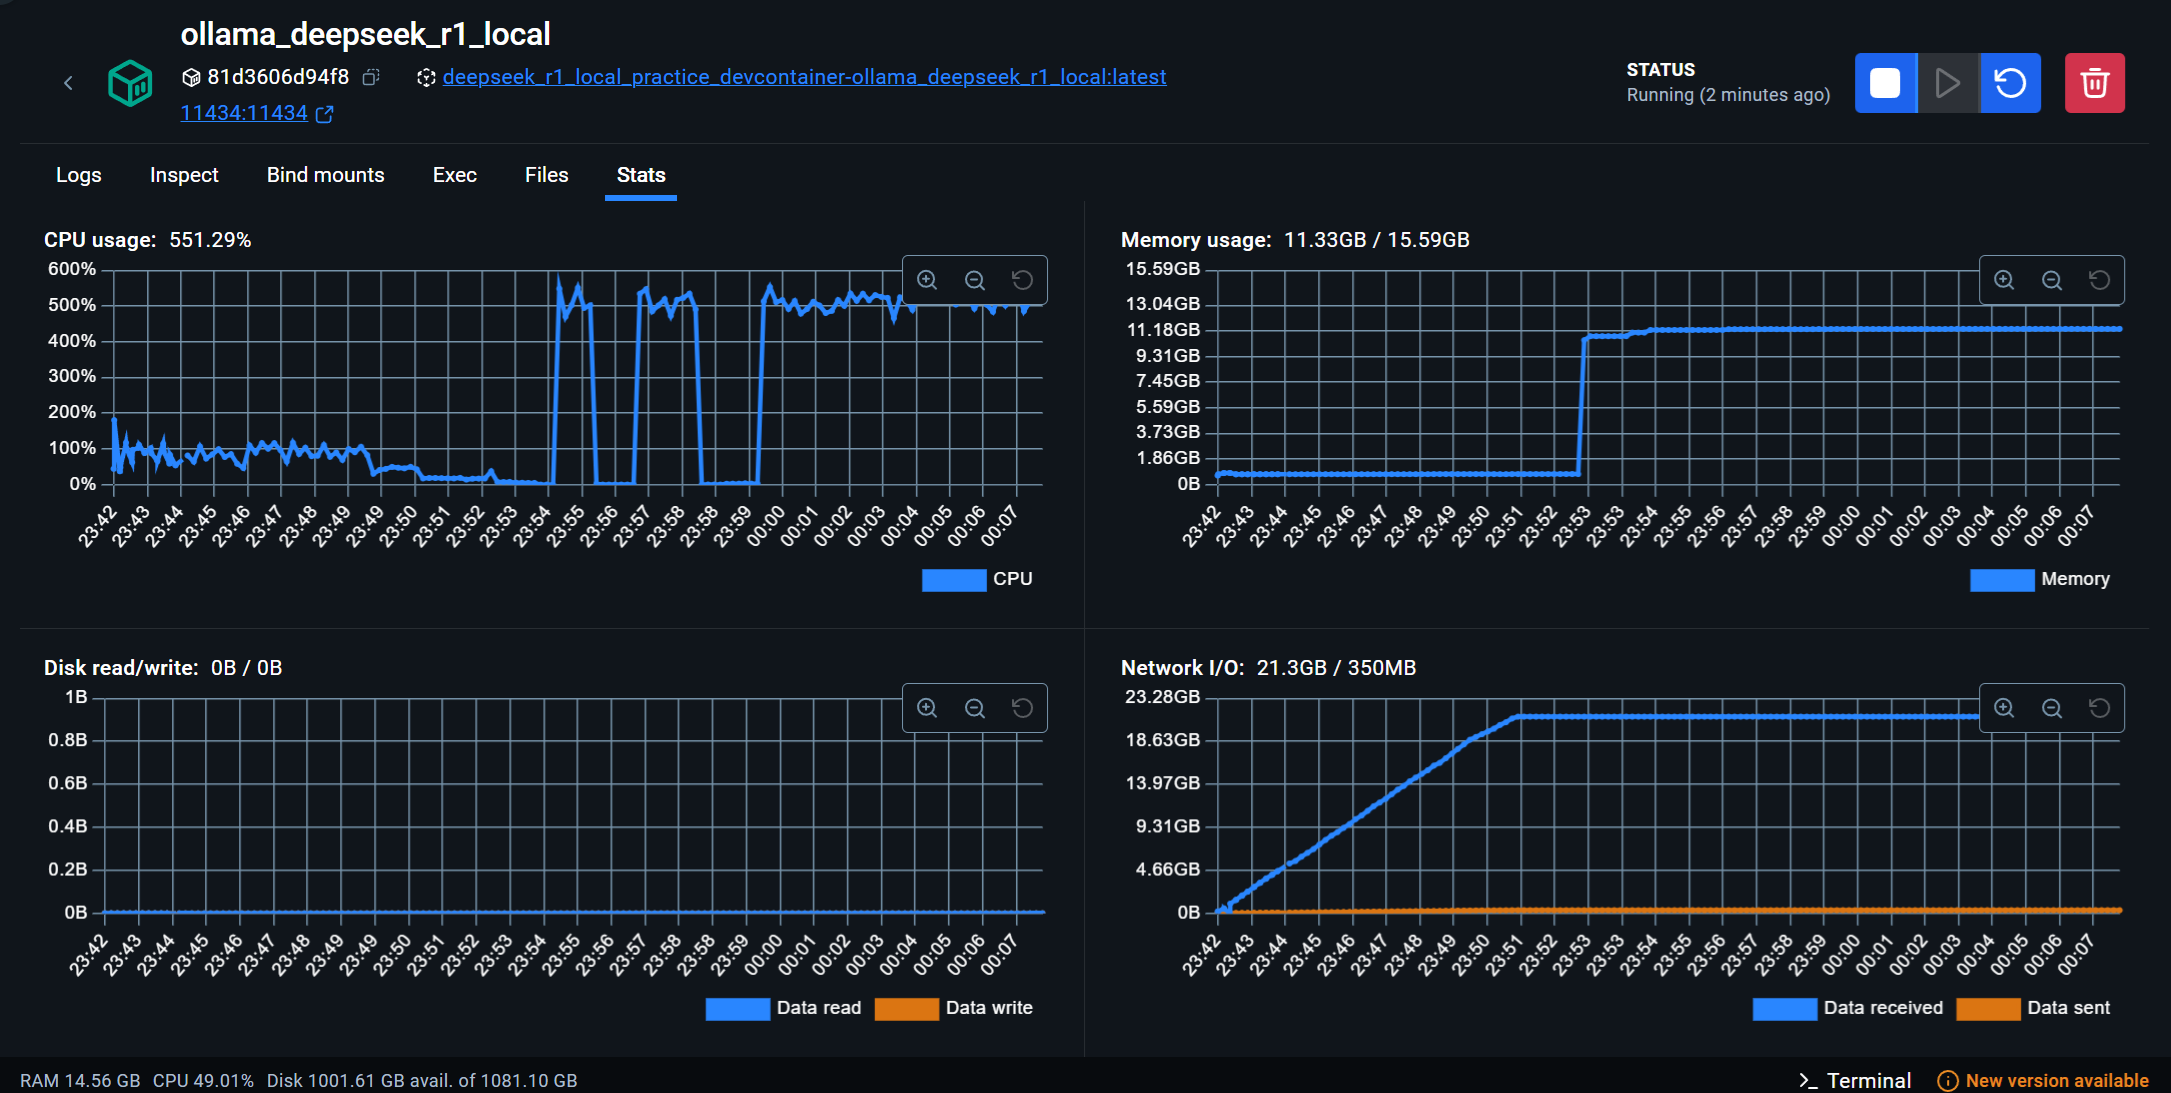 ollama_deepseek_r1_local
81d3606d94f8 deepseek_r1_local_practice_devcontainer-ollama_deepseek_r1_local:latest
11434:11434
STATUS
Running (2 minutes ago)
Logs Inspect Bind mounts Exec Files Stats
CPU usage: 551.29%
600%
500%
400%
300%
200%
100%
0%
23:42 23:43 23:44 23:45 23:46 23:47 23:48 23:49 23:49 23:50 23:51 23:52 23:53 23:54 23:55 23:56 23:57 23:58 23:58 23:59 00:00 00:01 00:02 00:03 00:04 00:05 00:06 00:07
CPU
Memory usage: 11.33GB / 15.59GB
15.59GB
13.04GB
11.18GB
9.31GB
7.45GB
5.59GB
3.73GB
1.86GB
0B
23:42 23:43 23:44 23:45 23:46 23:47 23:48 23:49 23:50 23:51 23:52 23:53 23:53 23:54 23:55 23:56 23:57 23:58 23:59 00:00 00:01 00:02 00:03 00:04 00:05 00:06 00:07
Memory
Disk read/write: 0B / 0B
1B
0.8B
0.6B
0.4B
0.2B
0B
23:42 23:43 23:44 23:45 23:46 23:47 23:48 23:49 23:49 23:50 23:51 23:52 23:53 23:54 23:55 23:56 23:57 23:58 23:58 23:59 00:00 00:01 00:02 00:03 00:04 00:05 00:06 00:07
Data read Data write
Network I/O: 21.3GB / 350MB
23.28GB
18.63GB
13.97GB
9.31GB
4.66GB
0B
23:42 23:43 23:44 23:45 23:46 23:47 23:48 23:49 23:50 23:51 23:52 23:53 23:53 23:54 23:55 23:56 23:57 23:58 23:59 00:00 00:01 00:02 00:03 00:04 00:05 00:06 00:07
Data received Data sent
RAM 14.56 GB CPU 49.01% Disk 1001.61 GB avail. of 1081.10 GB
>_ Terminal New version available